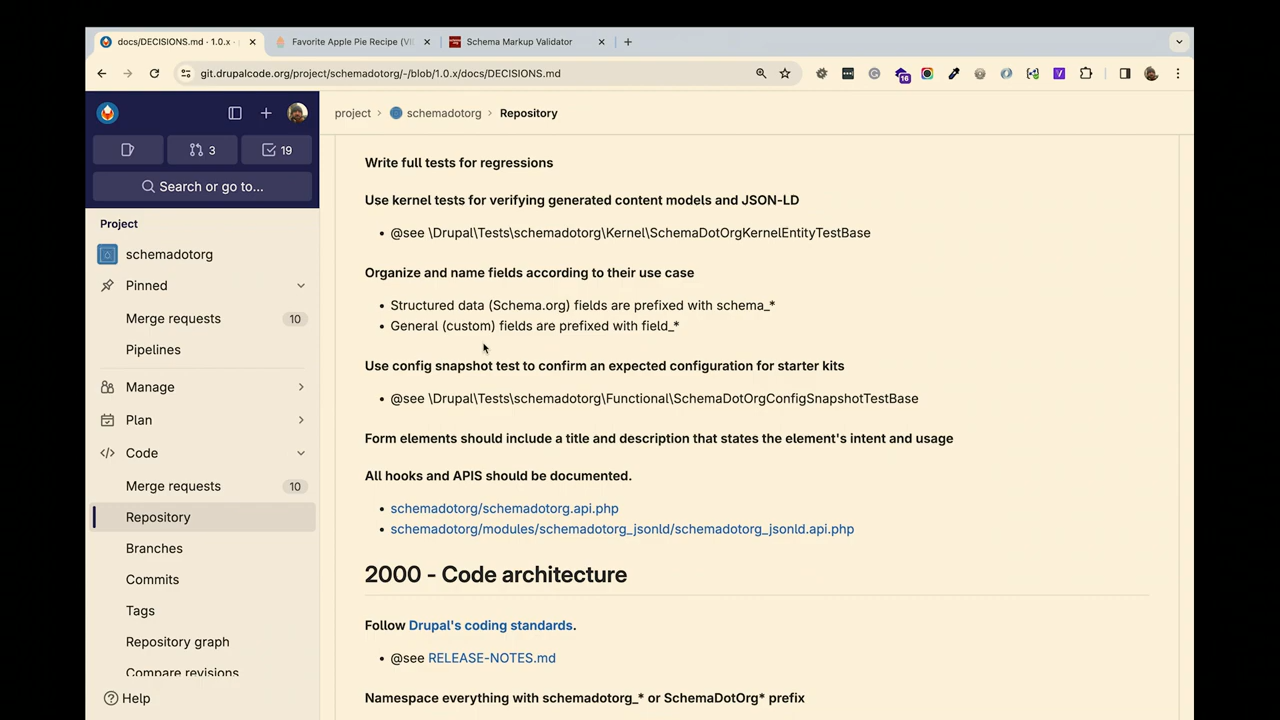 docs/DECISIONS.md · 1.0.x ·
Favorite Apple Pie Recipe (VI
Schema Markup Validator
git.drupalcode.org/project/schemadotorg/-/blob/1.0.x/docs/DECISIONS.md
16
3
19
Search or go to...
Project
schemadotorg
Pinned
Merge requests 10
Pipelines
Manage
Plan
Code
Merge requests 10
Repository
Branches
Commits
Tags
Repository graph
Compare revisions
Help
project › schemadotorg › Repository
Write full tests for regressions
Use kernel tests for verifying generated content models and JSON-LD
• @see \Drupal\Tests\schemadotorg\Kernel\SchemaDotOrgKernelEntityTestBase
Organize and name fields according to their use case
• Structured data (Schema.org) fields are prefixed with schema_*
• General (custom) fields are prefixed with field_*
Use config snapshot test to confirm an expected configuration for starter kits
• @see \Drupal\Tests\schemadotorg\Functional\SchemaDotOrgConfigSnapshotTestBase
Form elements should include a title and description that states the element's intent and usage
All hooks and APIS should be documented.
• schemadotorg/schemadotorg.api.php
• schemadotorg/modules/schemadotorg_jsonld/schemadotorg_jsonld.api.php
2000 - Code architecture
Follow Drupal's coding standards.
• @see RELEASE-NOTES.md
Namespace everything with schemadotorg_* or SchemaDotOrg* prefix